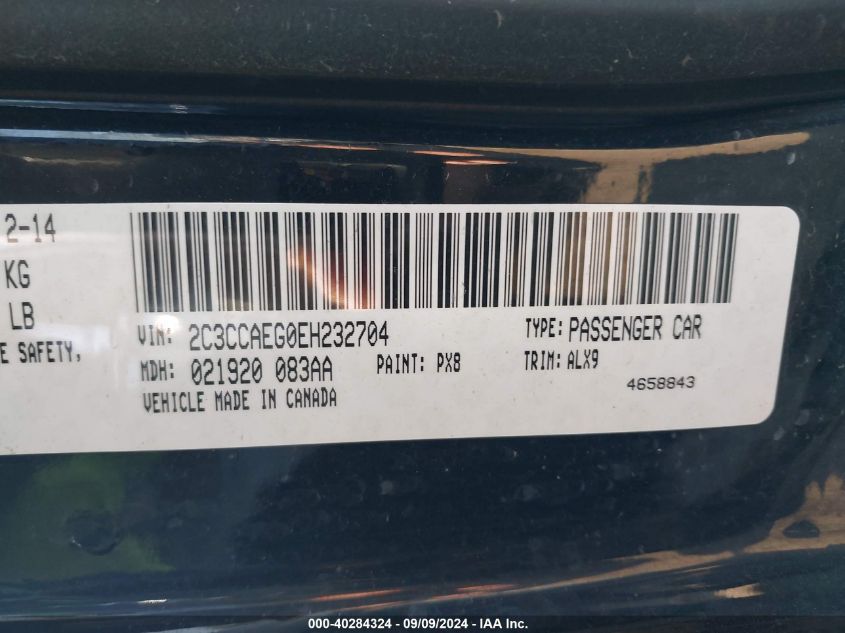 2-14
KG
LB
E SAFETY,
VIN: 2C3CCAEG0EH232704
TYPE: PASSENGER CAR
MDH: 021920 083AA
PAINT: PX8
TRIM: ALX9
4658843
VEHICLE MADE IN CANADA
000-40284324 - 09/09/2024 - IAA Inc.